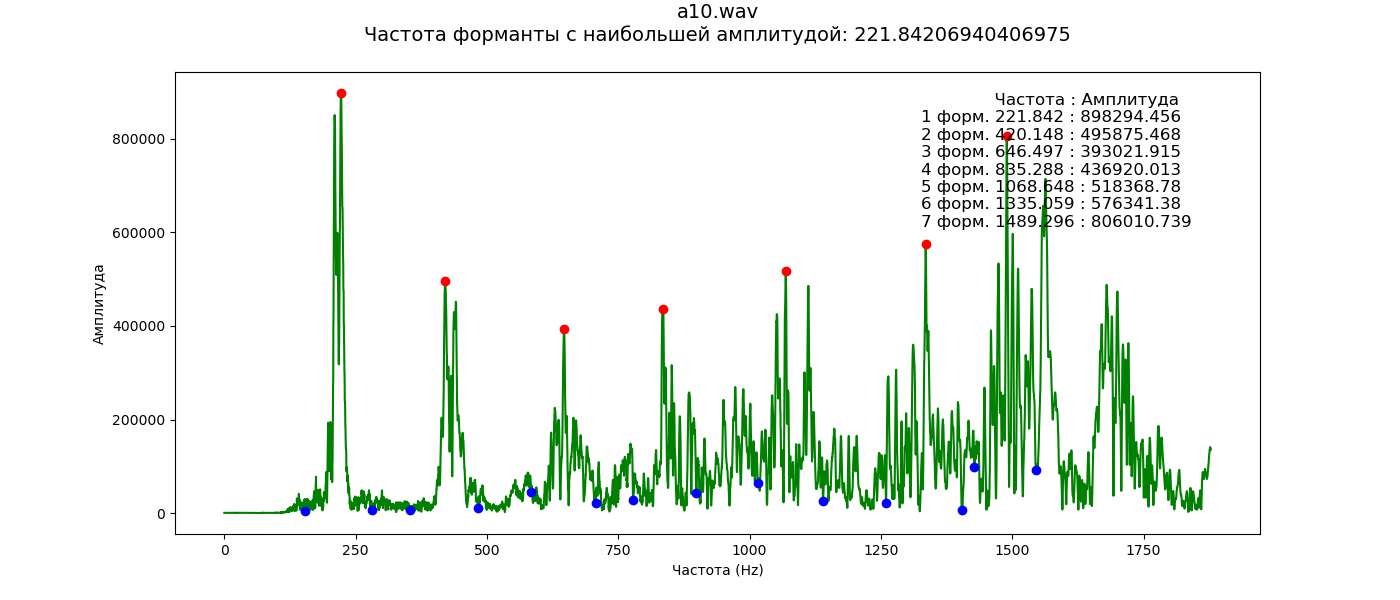 a10.wav
Частота форманты с наибольшей амплитудой: 221.84206940406975
Частота : Амплитуда
1 форм. 221.842 : 898294.456
2 форм. 420.148 : 495875.468
3 форм. 646.497 : 393021.915
4 форм. 835.288 : 436920.013
5 форм. 1068.648 : 518368.78
6 форм. 1335.059 : 576341.38
7 форм. 1489.296 : 806010.739
Амплитуда
800000
600000
400000
200000
0
0 250 500 750 1000 1250 1500 1750
Частота (Hz)